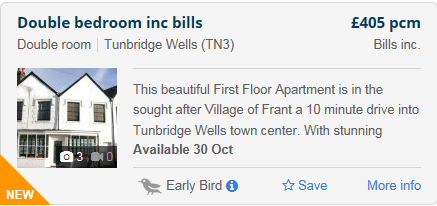 Double bedroom inc bills £405 pcm
Double room Tunbridge Wells (TN3) Bills inc.
This beautiful First Floor Apartment is in the
sought after Village of Frant a 10 minute drive into
Tunbridge Wells town center. With stunning
Available 30 Oct
3 0
NEW
Early Bird i Save More info